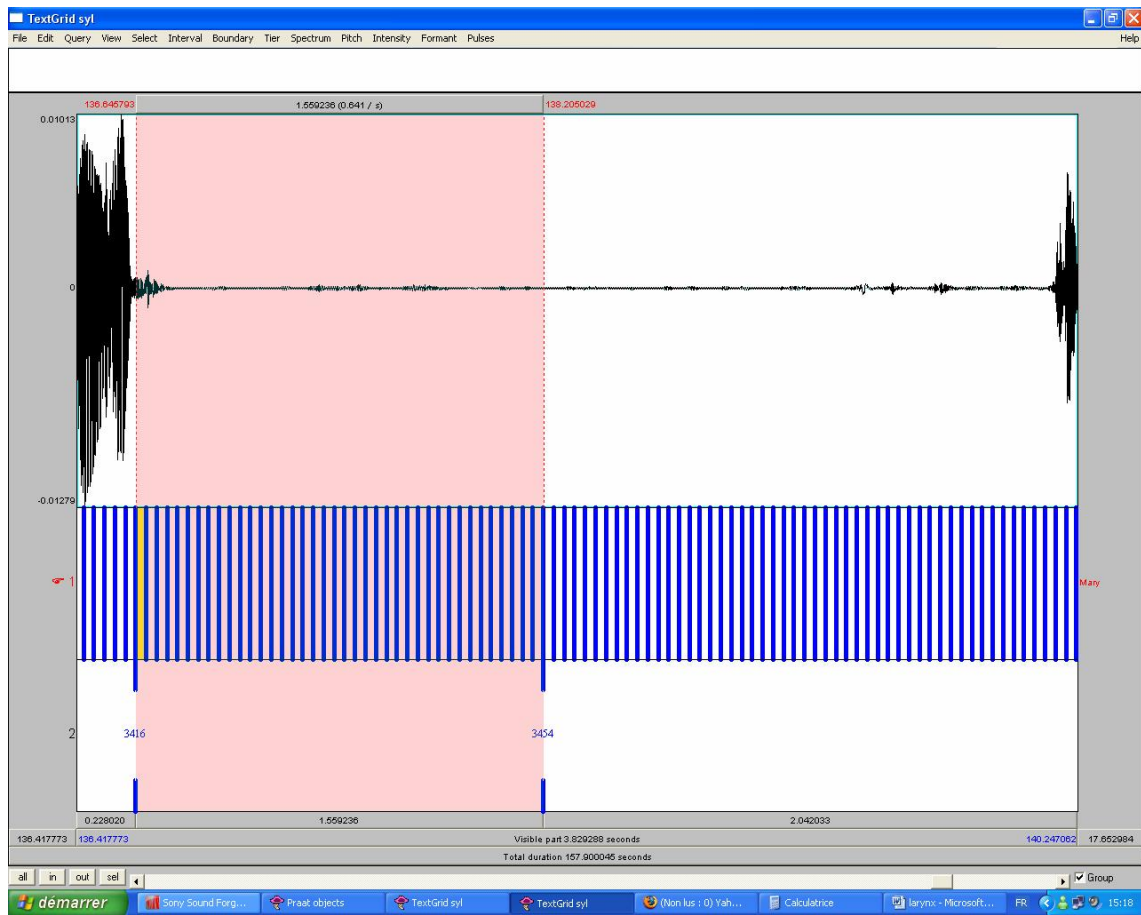 TextGrid syl
File Edit Query View Select Interval Boundary Tier Spectrum Pitch Intensity Formant Pulses Help
136.645793 1.559236 (0.641 / s) 138.205029
0.01013
0
-0.01279
1 Mary
2 3416 3454
0.228020 1.559236 2.042033
136.417773 136.417773 Visible part 3.829288 seconds 140.247062 17.652984
Total duration 157.900045 seconds
all in out sel Group
démarrer Sony Sound Forg... Praat objects TextGrid syl TextGrid syl (Non lus : 0) Yah... Calculatrice larynx - Microsoft... FR 15:18